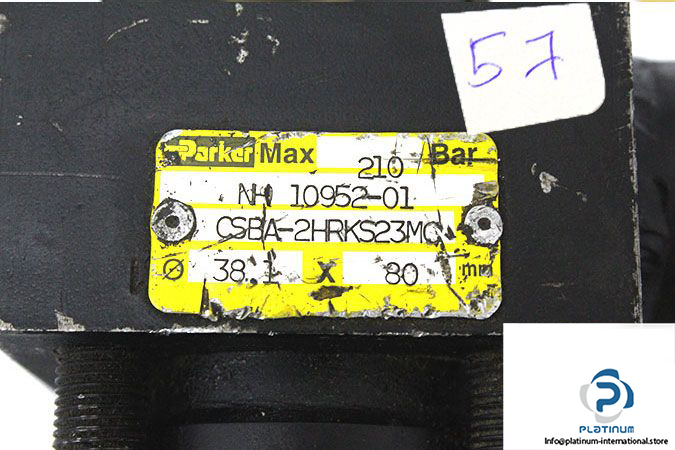 57
Parker Max 210 Bar
NH 10952-01
CSBA-2HRKS23MC
Ø 38.1 X 80 mm
PLATINUM
Info@platinum-international.store